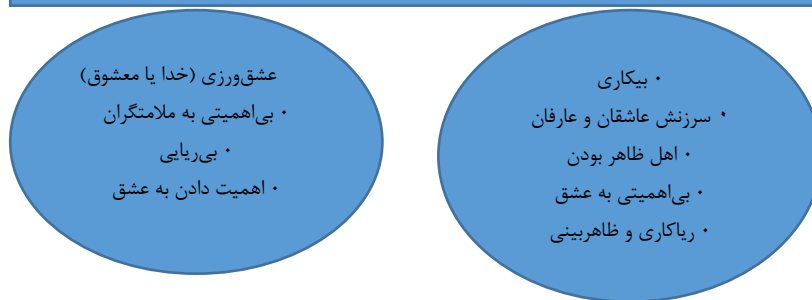 · بیکاری
· سرزنش عاشقان و عارفان
· اهل ظاهر بودن
· بی‌اهمیتی به عشق
· ریاکاری و ظاهربینی
عشق‌ورزی (خدا یا معشوق)
· بی‌اهمیتی به ملامتگران
· بی‌ریایی
· اهمیت دادن به عشق